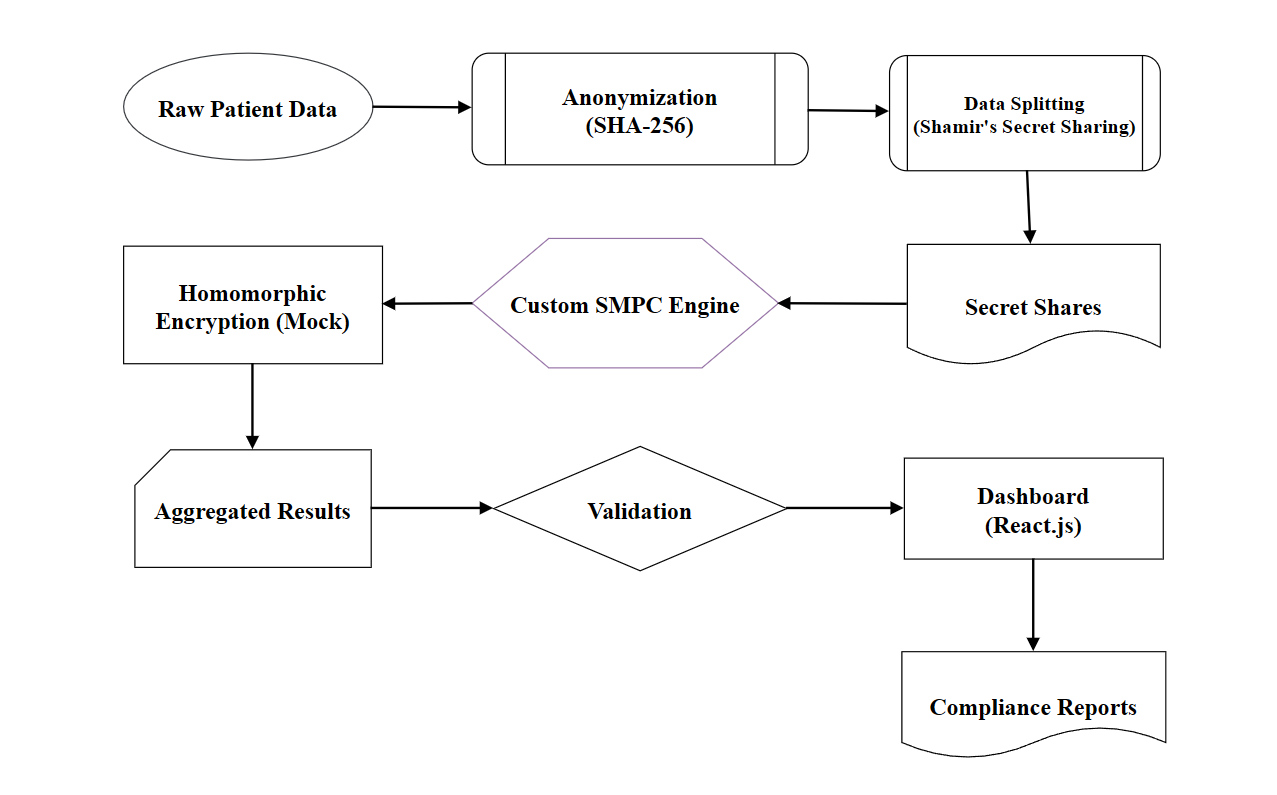 Raw Patient Data
Anonymization
(SHA-256)
Data Splitting
(Shamir's Secret Sharing)
Homomorphic
Encryption (Mock)
Custom SMPC Engine
Secret Shares
Aggregated Results
Validation
Dashboard
(React.js)
Compliance Reports